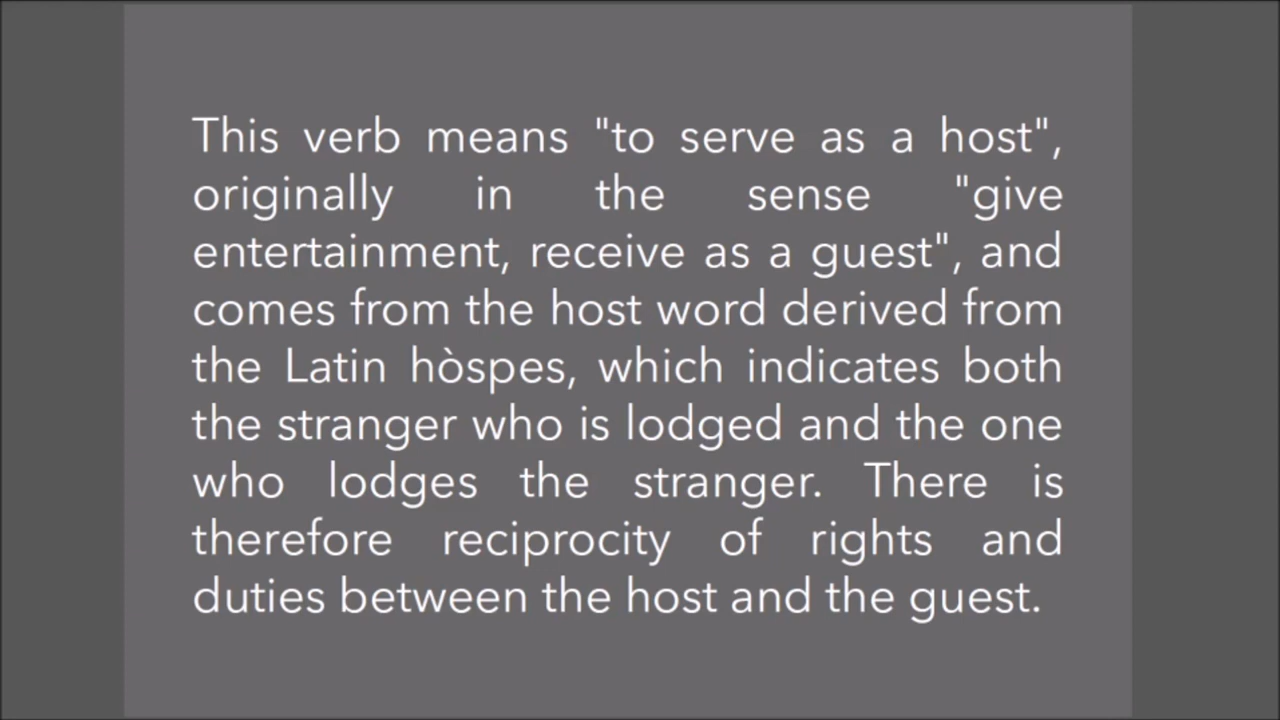 This verb means "to serve as a host",
originally in the sense "give
entertainment, receive as a guest", and
comes from the host word derived from
the Latin hòspes, which indicates both
the stranger who is lodged and the one
who lodges the stranger. There is
therefore reciprocity of rights and
duties between the host and the guest.